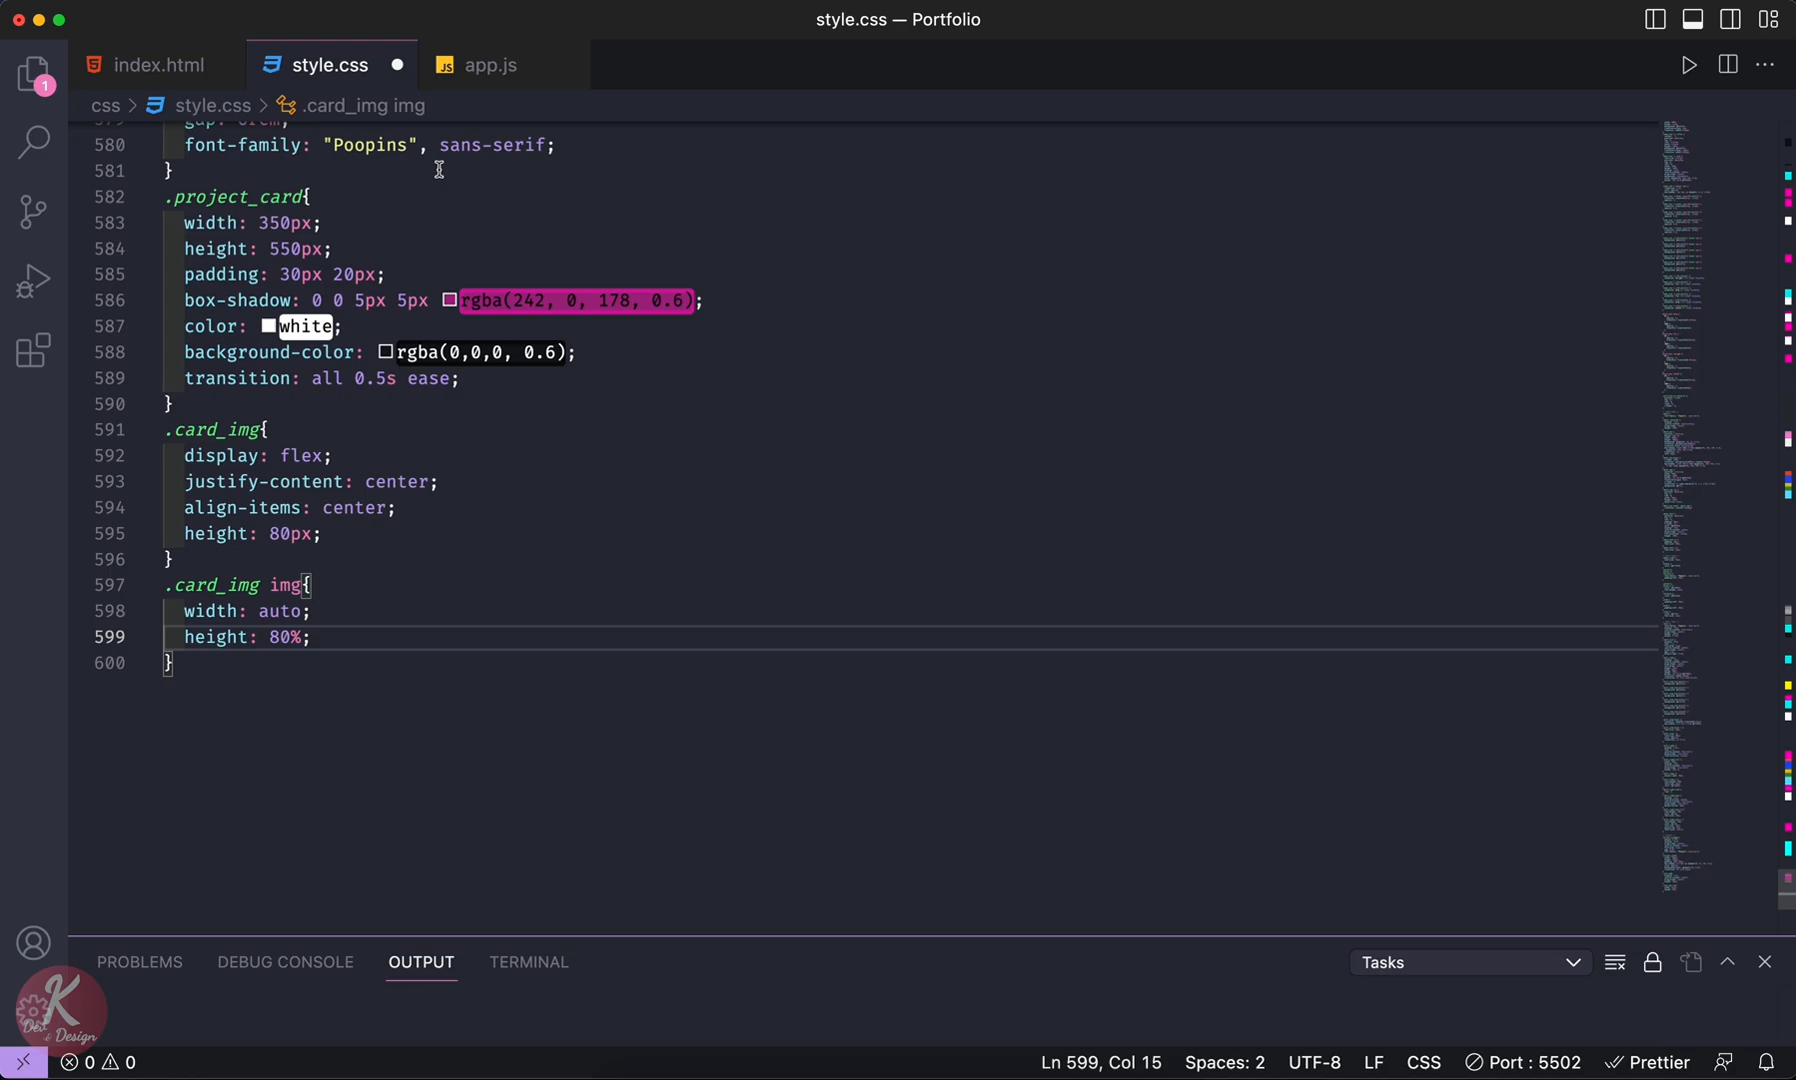 style.css — Portfolio
index.html
style.css
app.js
css > style.css > .card_img img
580 font-family: "Poopins", sans-serif;
581 }
582 .project_card{
583 width: 350px;
584 height: 550px;
585 padding: 30px 20px;
586 box-shadow: 0 0 5px 5px rgba(242, 0, 178, 0.6);
587 color: white;
588 background-color: rgba(0,0,0, 0.6);
589 transition: all 0.5s ease;
590 }
591 .card_img{
592 display: flex;
593 justify-content: center;
594 align-items: center;
595 height: 80px;
596 }
597 .card_img img{
598 width: auto;
599 height: 80%;
600 }
1
PROBLEMS DEBUG CONSOLE OUTPUT TERMINAL
Tasks
K
Dev
& Design
0 0
Ln 599, Col 15 Spaces: 2 UTF-8 LF CSS Port : 5502 Prettier